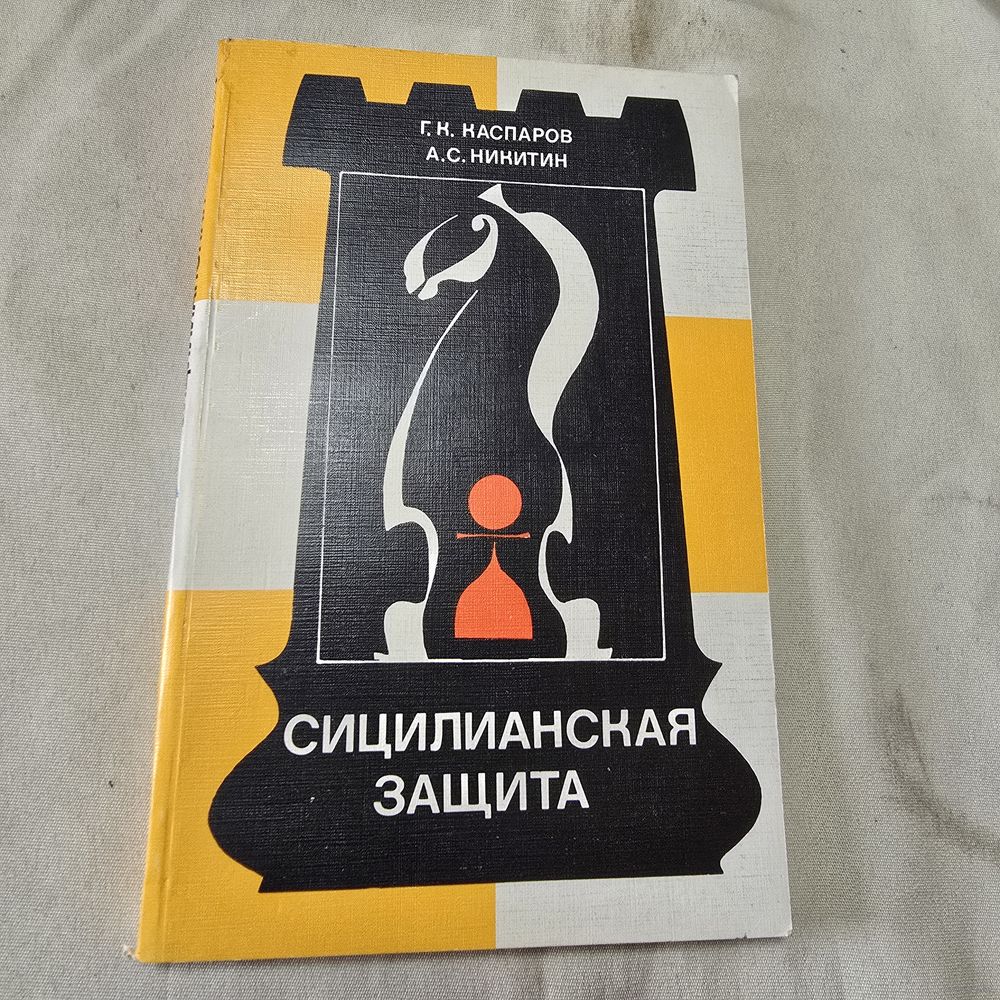 Г. К. КАСПАРОВ
А. С. НИКИТИН
СИЦИЛИАНСКАЯ
ЗАЩИТА